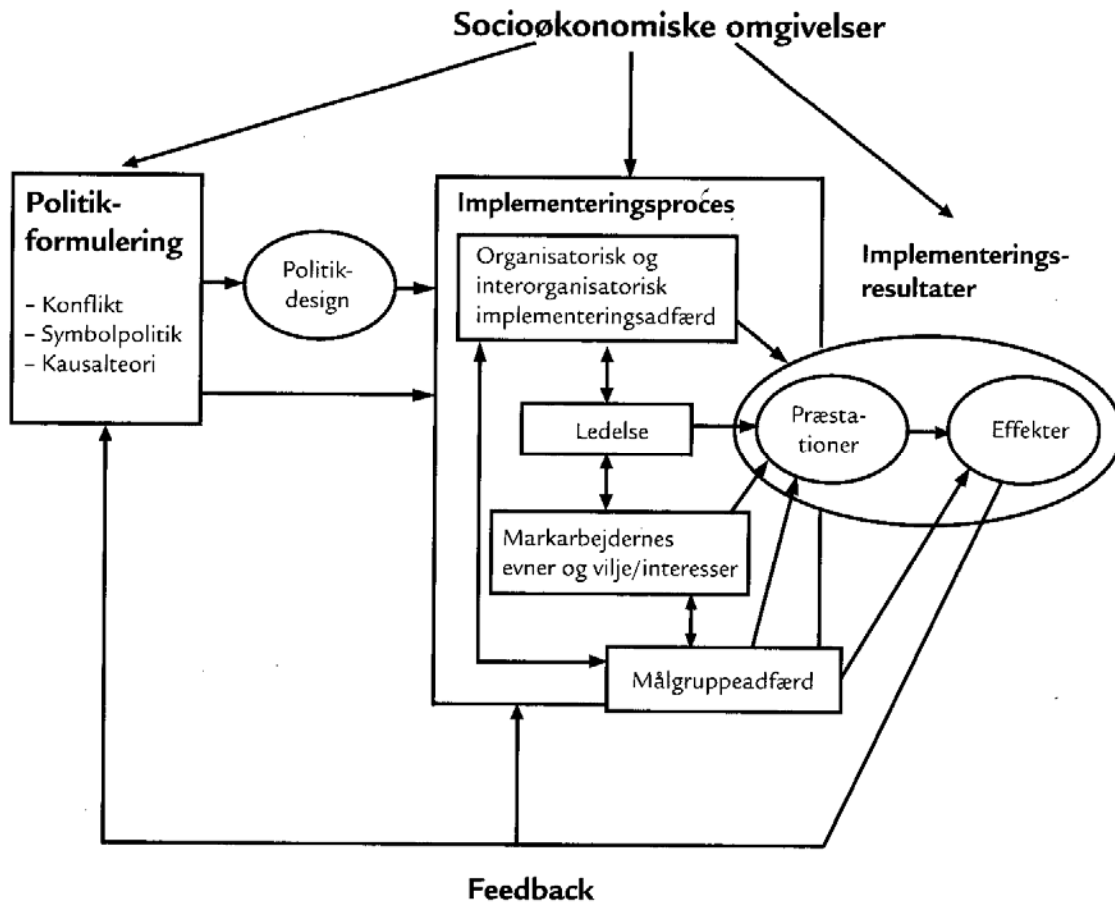 Socioøkonomiske omgivelser
Politik-
formulering
– Konflikt
– Symbolpolitik
– Kausalteori
Politik-
design
Implementeringsproces
Organisatorisk og
interorganisatorisk
implementeringsadfærd
Ledelse
Markarbejdernes
evner og vilje/interesser
Målgruppeadfærd
Implementerings-
resultater
Præsta-
tioner
Effekter
Feedback